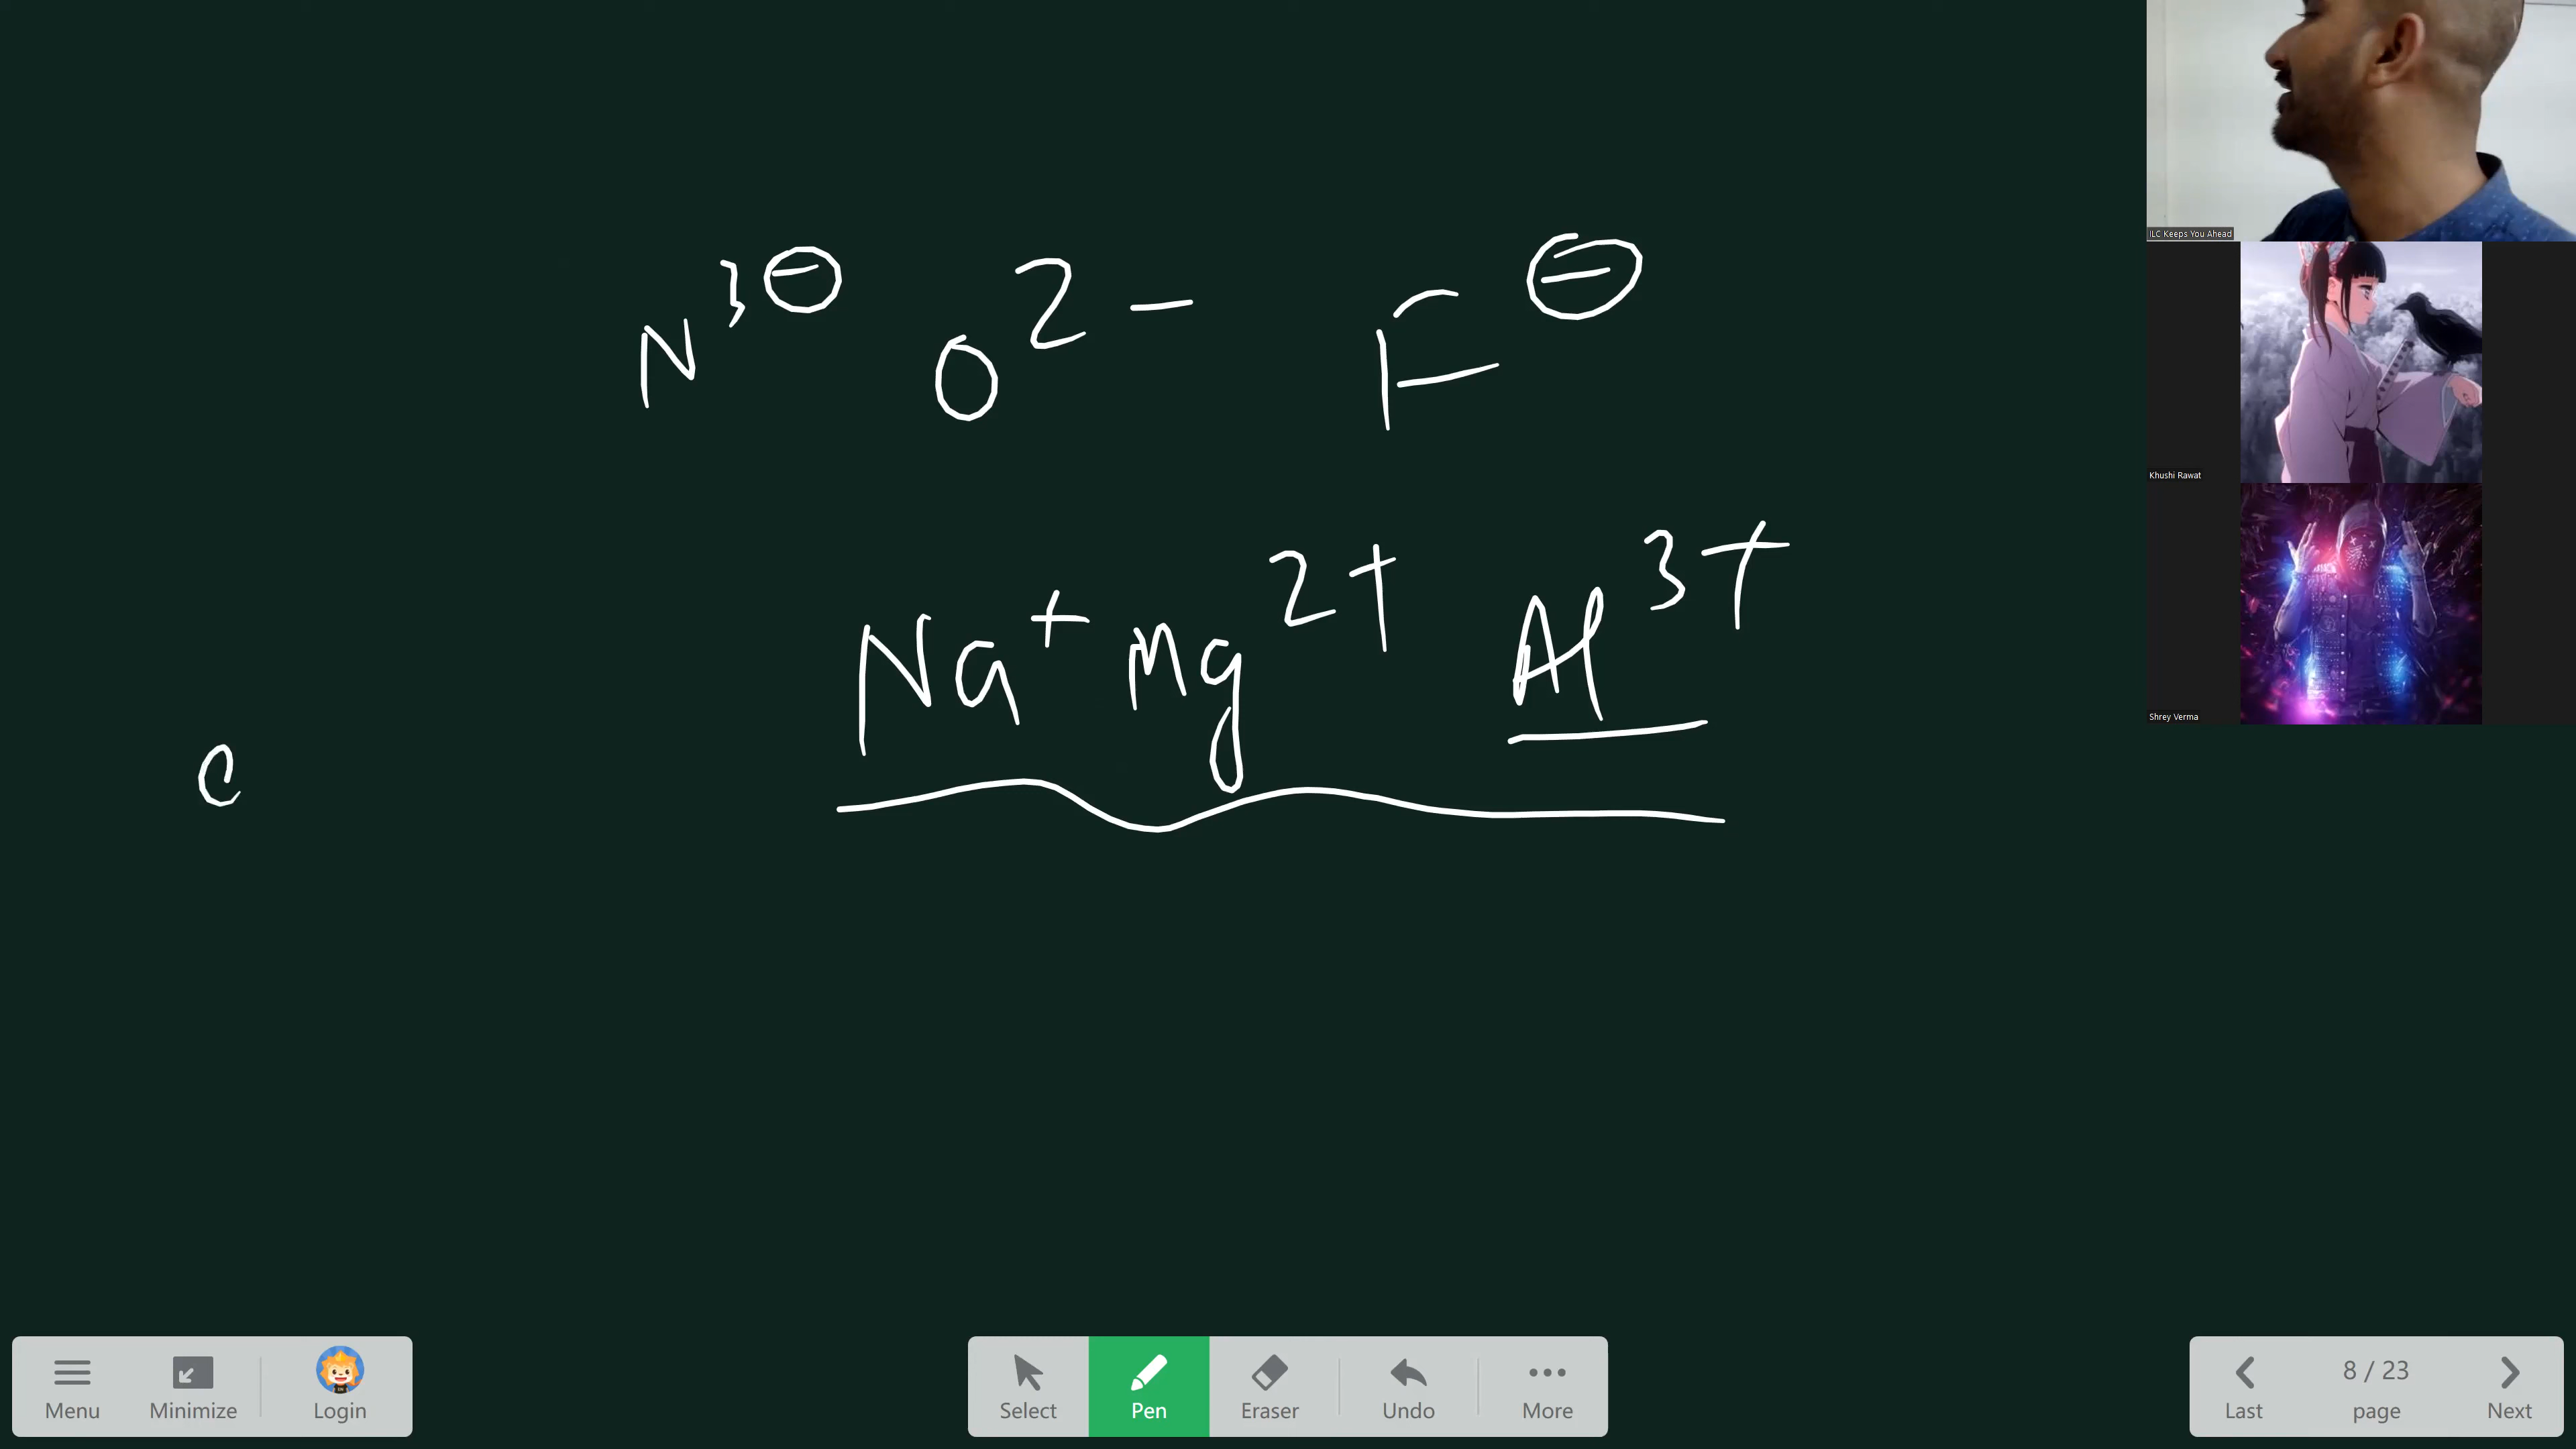 N³⊖ O²⁻ F⊖
Na⁺ Mg²⁺ Al³⁺
e
ILC Keeps You Ahead
Khushi Rawat
Shrey Verma
Menu Minimize Login
Select Pen Eraser Undo More
8 / 23
Last page Next